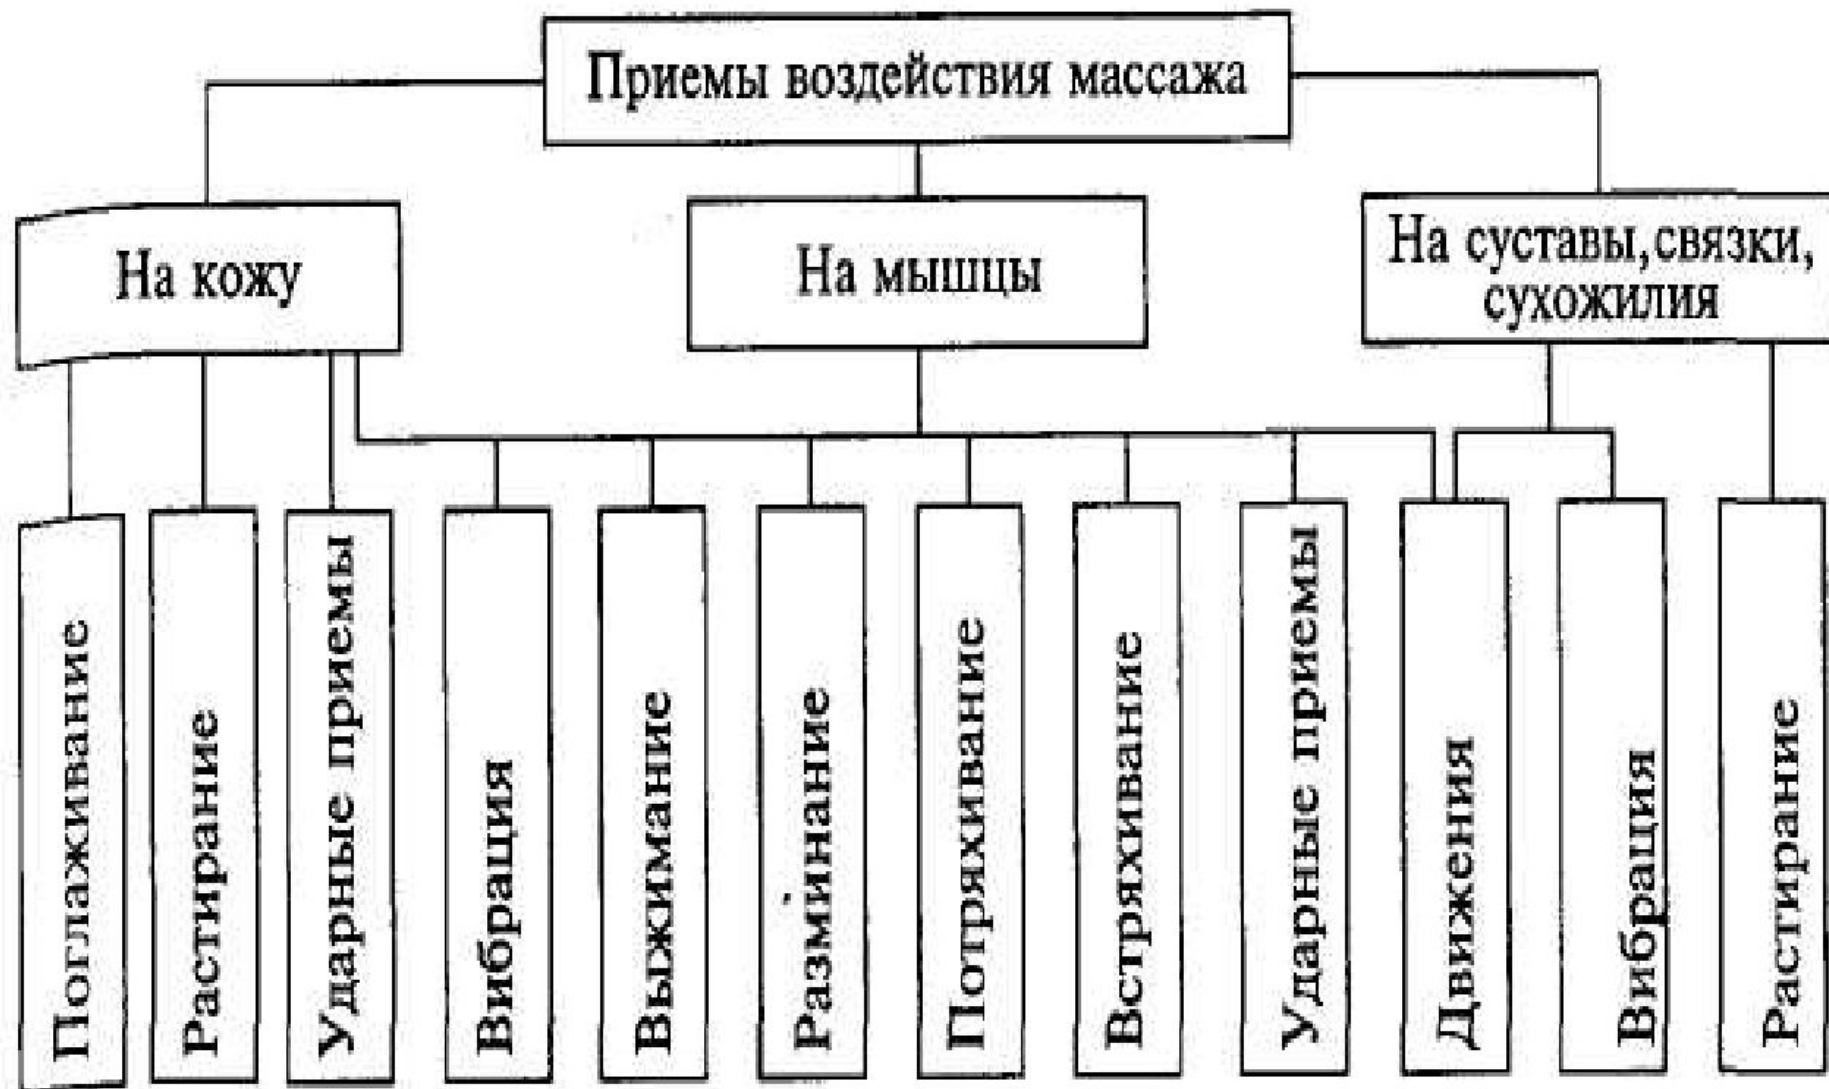 Приемы воздействия массажа
На кожу
На мышцы
На суставы, связки,
сухожилия
Поглаживание
Растирание
Ударные приемы
Вибрация
Выжимание
Разминание
Потряхивание
Встряхивание
Ударные приемы
Движения
Вибрация
Растирание